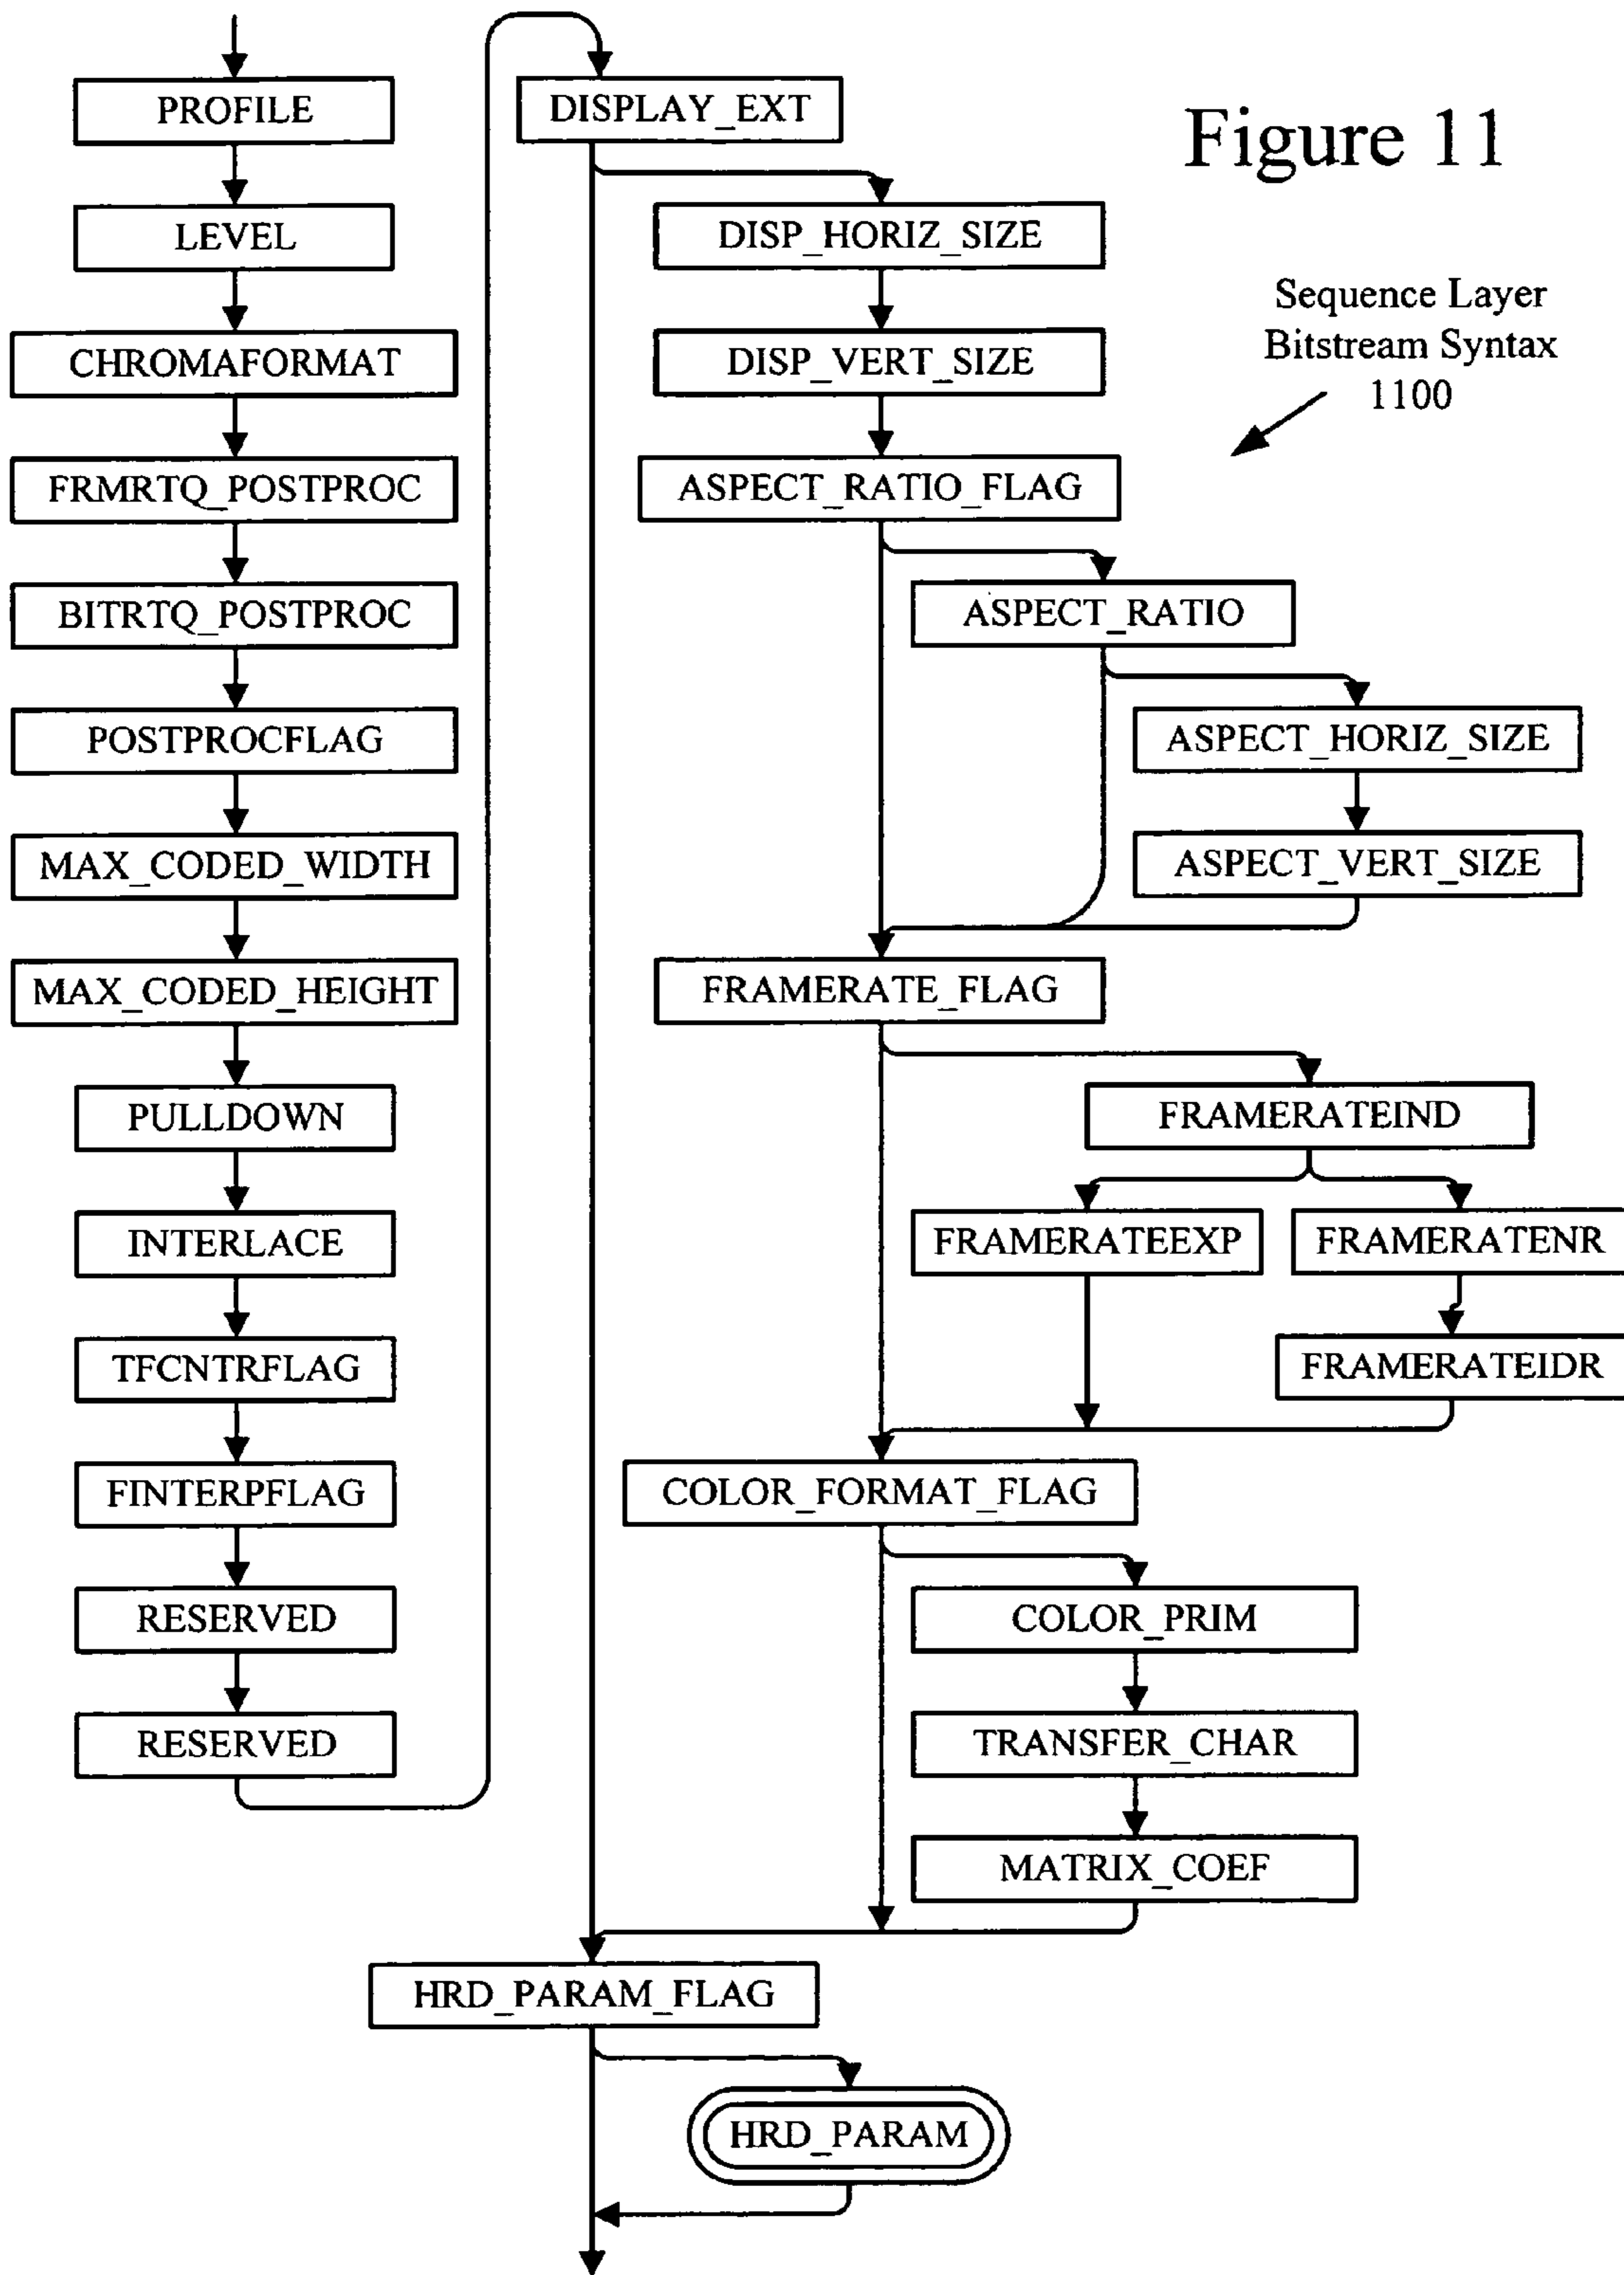 PROFILE
LEVEL
CHROMAFORMAT
FRMRTQ_POSTPROC
BITRTQ_POSTPROC
POSTPROCFLAG
MAX_CODED_WIDTH
MAX_CODED_HEIGHT
PULLDOWN
INTERLACE
TFCNTRFLAG
FINTERPFLAG
RESERVED
RESERVED
DISPLAY_EXT
DISP_HORIZ_SIZE
DISP_VERT_SIZE
ASPECT_RATIO_FLAG
ASPECT_RATIO
ASPECT_HORIZ_SIZE
ASPECT_VERT_SIZE
FRAMERATE_FLAG
FRAMERATEIND
FRAMERATEEXP
FRAMERATENR
FRAMERATEIDR
COLOR_FORMAT_FLAG
COLOR_PRIM
TRANSFER_CHAR
MATRIX_COEF
HRD_PARAM_FLAG
HRD_PARAM
Figure 11
Sequence Layer
Bitstream Syntax
1100